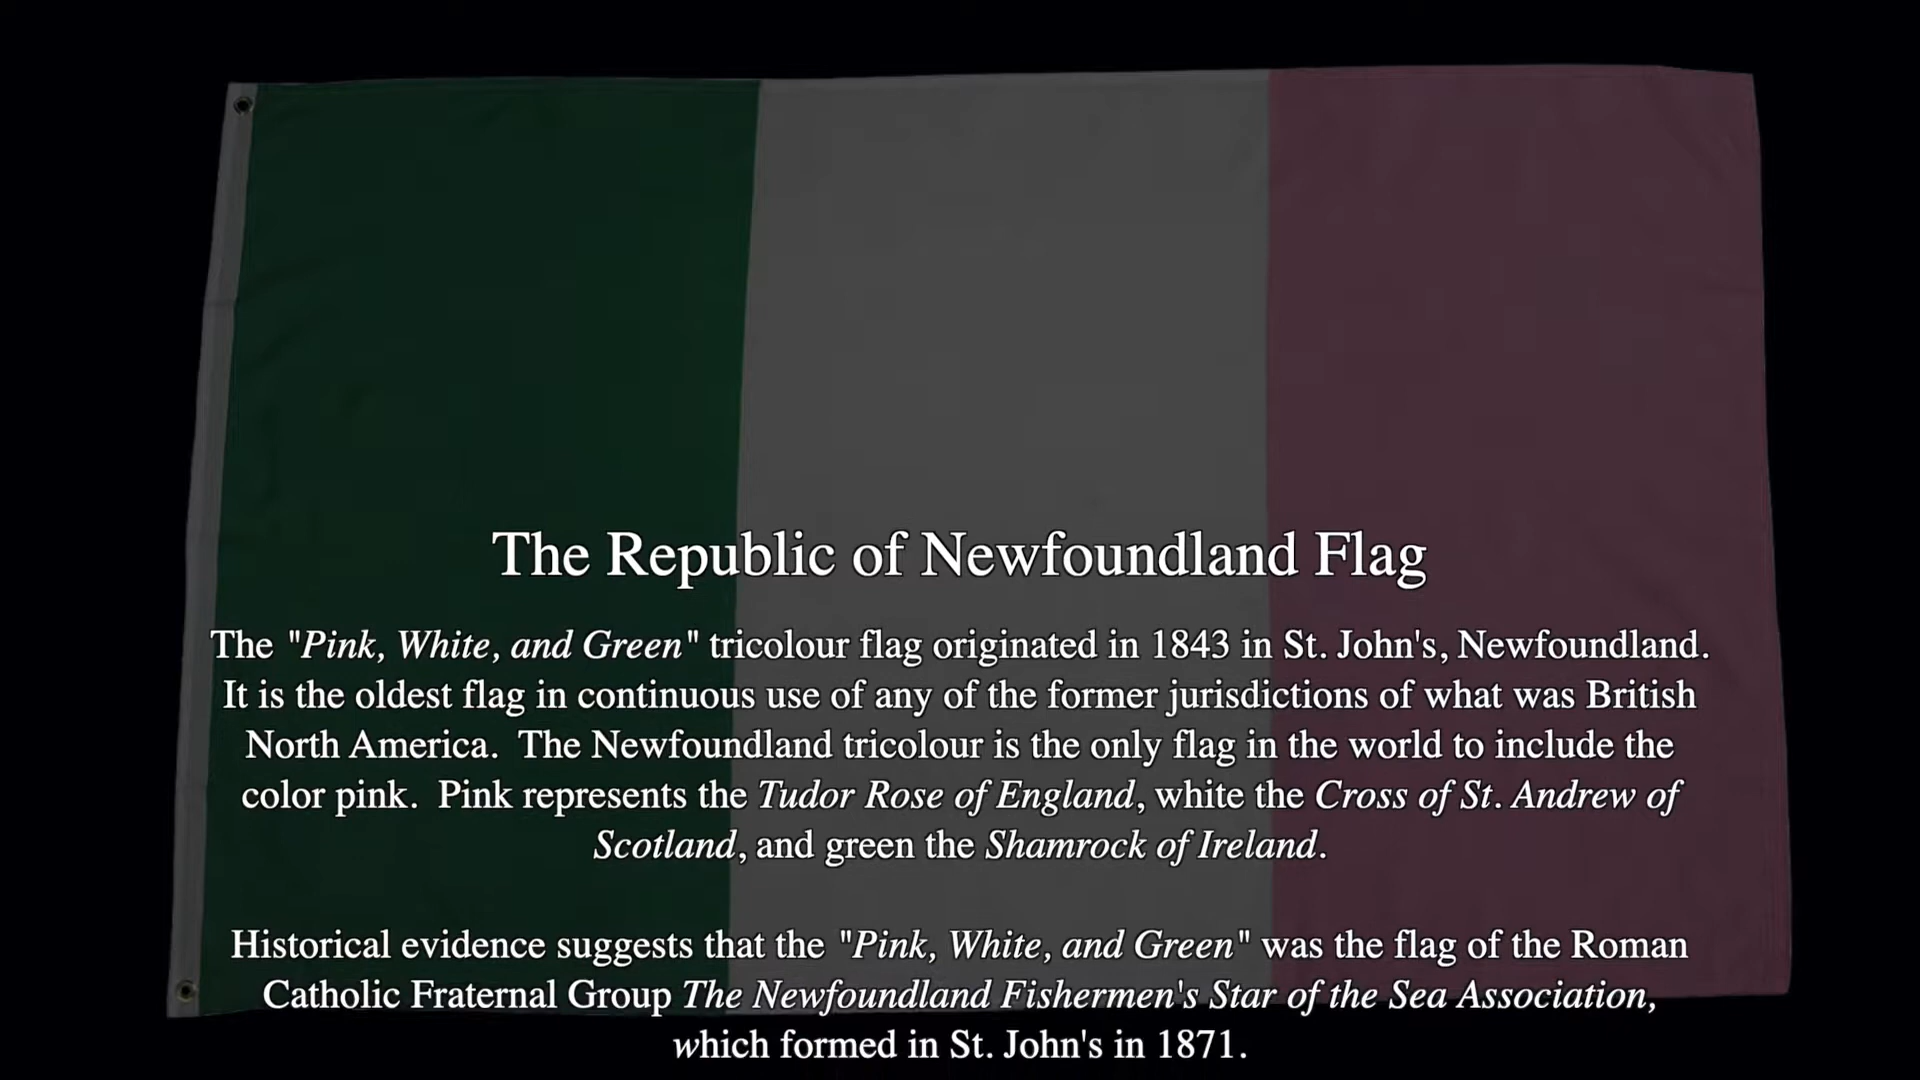 The Republic of Newfoundland Flag
The "Pink, White, and Green" tricolour flag originated in 1843 in St. John's, Newfoundland.
It is the oldest flag in continuous use of any of the former jurisdictions of what was British
North America.  The Newfoundland tricolour is the only flag in the world to include the
color pink.  Pink represents the Tudor Rose of England, white the Cross of St. Andrew of
Scotland, and green the Shamrock of Ireland.
Historical evidence suggests that the "Pink, White, and Green" was the flag of the Roman
Catholic Fraternal Group The Newfoundland Fishermen's Star of the Sea Association,
which formed in St. John's in 1871.